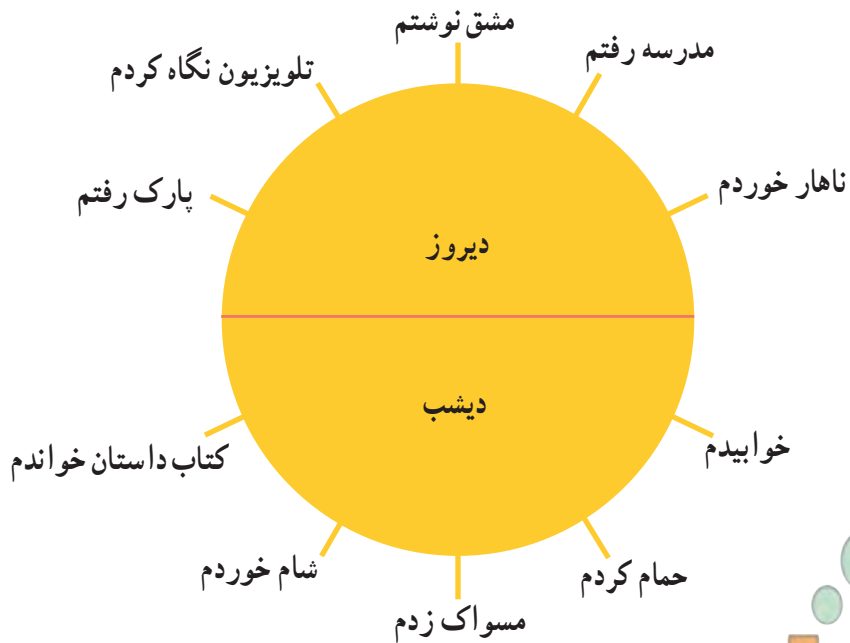 مشق نوشتم
مدرسه رفتم
تلویزیون نگاه کردم
ناهار خوردم
پارک رفتم
دیروز
دیشب
خوابیدم
کتاب داستان خواندم
حمام کردم
شام خوردم
مسواک زدم